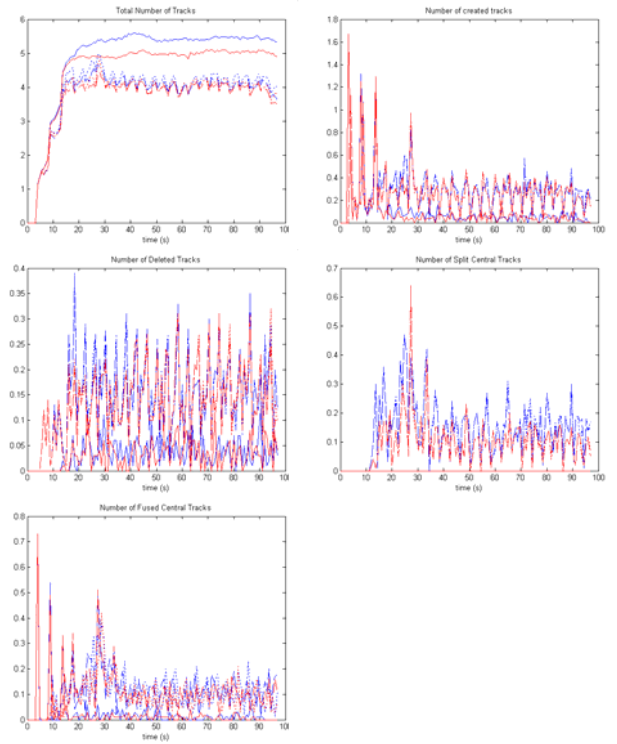 Total Number of Tracks
6
5
4
3
2
1
0
0 10 20 30 40 50 60 70 80 90 100
time (s)
Number of created tracks
1.8
1.6
1.4
1.2
1
0.8
0.6
0.4
0.2
0
0 10 20 30 40 50 60 70 80 90 100
time (s)
Number of Deleted Tracks
0.4
0.35
0.3
0.25
0.2
0.15
0.1
0.05
0
0 10 20 30 40 50 60 70 80 90 100
time (s)
Number of Split Central Tracks
0.7
0.6
0.5
0.4
0.3
0.2
0.1
0
0 10 20 30 40 50 60 70 80 90 100
time (s)
Number of Fused Central Tracks
0.8
0.7
0.6
0.5
0.4
0.3
0.2
0.1
0
0 10 20 30 40 50 60 70 80 90 100
time (s)